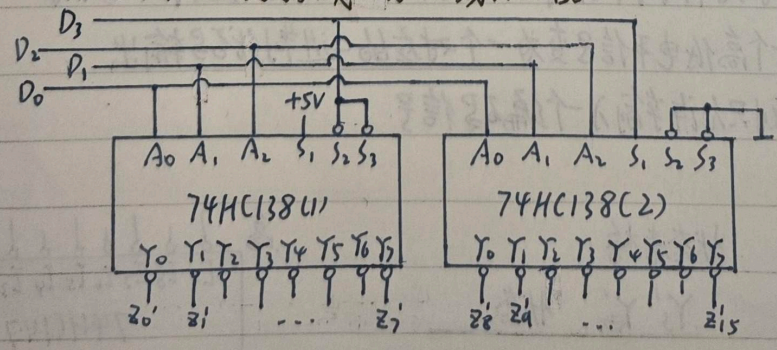 D₃
D₂
D₁
D₀
+5V
A₀ A₁ A₂ S₁ S₂ S₃
A₀ A₁ A₂ S₁ S₂ S₃
74HC138(1)
74HC138(2)
Y₀ Y₁ Y₂ Y₃ Y₄ Y₅ Y₆ Y₇
Y₀ Y₁ Y₂ Y₃ Y₄ Y₅ Y₆ Y₇
Z₀' Z₁' ... Z₇'
Z₈' Z₉' ... Z₁₅'